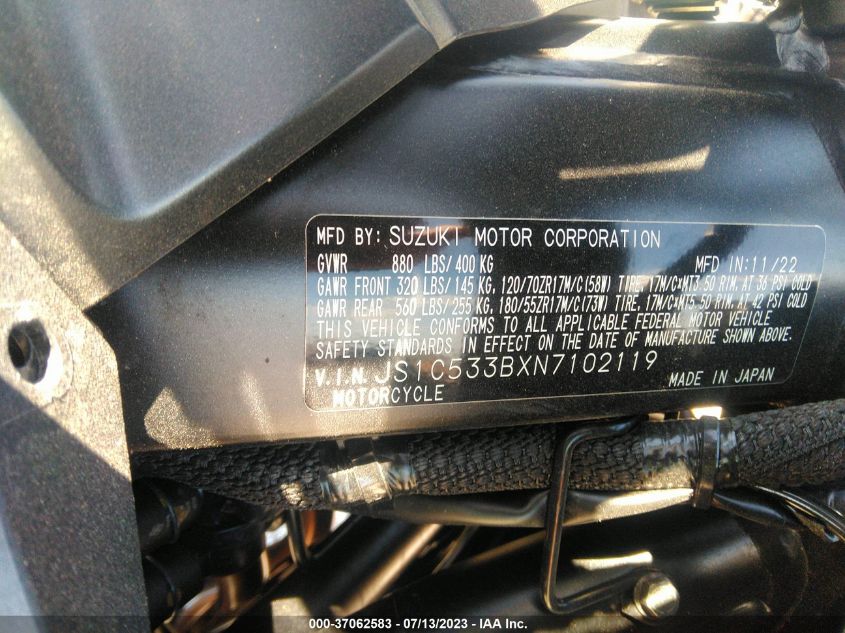 MFD BY: SUZUKI MOTOR CORPORATION
GVWR 880 LBS/ 400 KG MFD IN: 11/22
GAWR FRONT 320 LBS/ 145 KG, 120/70ZR17M/C (58W) TIRE, 17M/C×MT3.50 RIM, AT 36 PSI COLD
GAWR REAR 560 LBS/ 255 KG, 180/55ZR17M/C (73W) TIRE, 17M/C×MT5.50 RIM, AT 42 PSI COLD
THIS VEHICLE CONFORMS TO ALL APPLICABLE FEDERAL MOTOR VEHICLE
SAFETY STANDARDS IN EFFECT ON THE DATE OF MANUFACTURE SHOWN ABOVE.
V.I.N. JS1C533BXN7102119
MOTORCYCLE MADE IN JAPAN
000-37062583 - 07/13/2023 - IAA Inc.